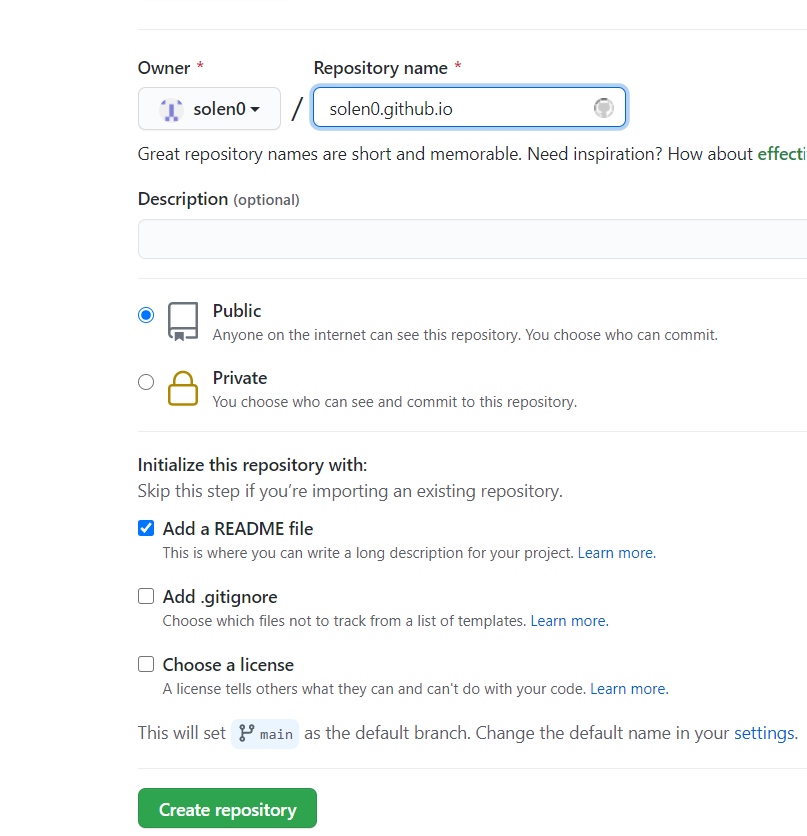 Owner *
Repository name *
solen0 / solen0.github.io
Great repository names are short and memorable. Need inspiration? How about
Description (optional)
Public
Anyone on the internet can see this repository. You choose who can commit.
Private
You choose who can see and commit to this repository.
Initialize this repository with:
Skip this step if you’re importing an existing repository.
Add a README file
This is where you can write a long description for your project. Learn more.
Add .gitignore
Choose which files not to track from a list of templates. Learn more.
Choose a license
A license tells others what they can and can't do with your code. Learn more.
This will set main as the default branch. Change the default name in your settings.
Create repository